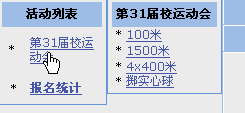 活动列表
* 第31届校运
动会
* 报名统计
第31届校运动会
* 100米
* 1500米
* 4x400米
* 掷实心球